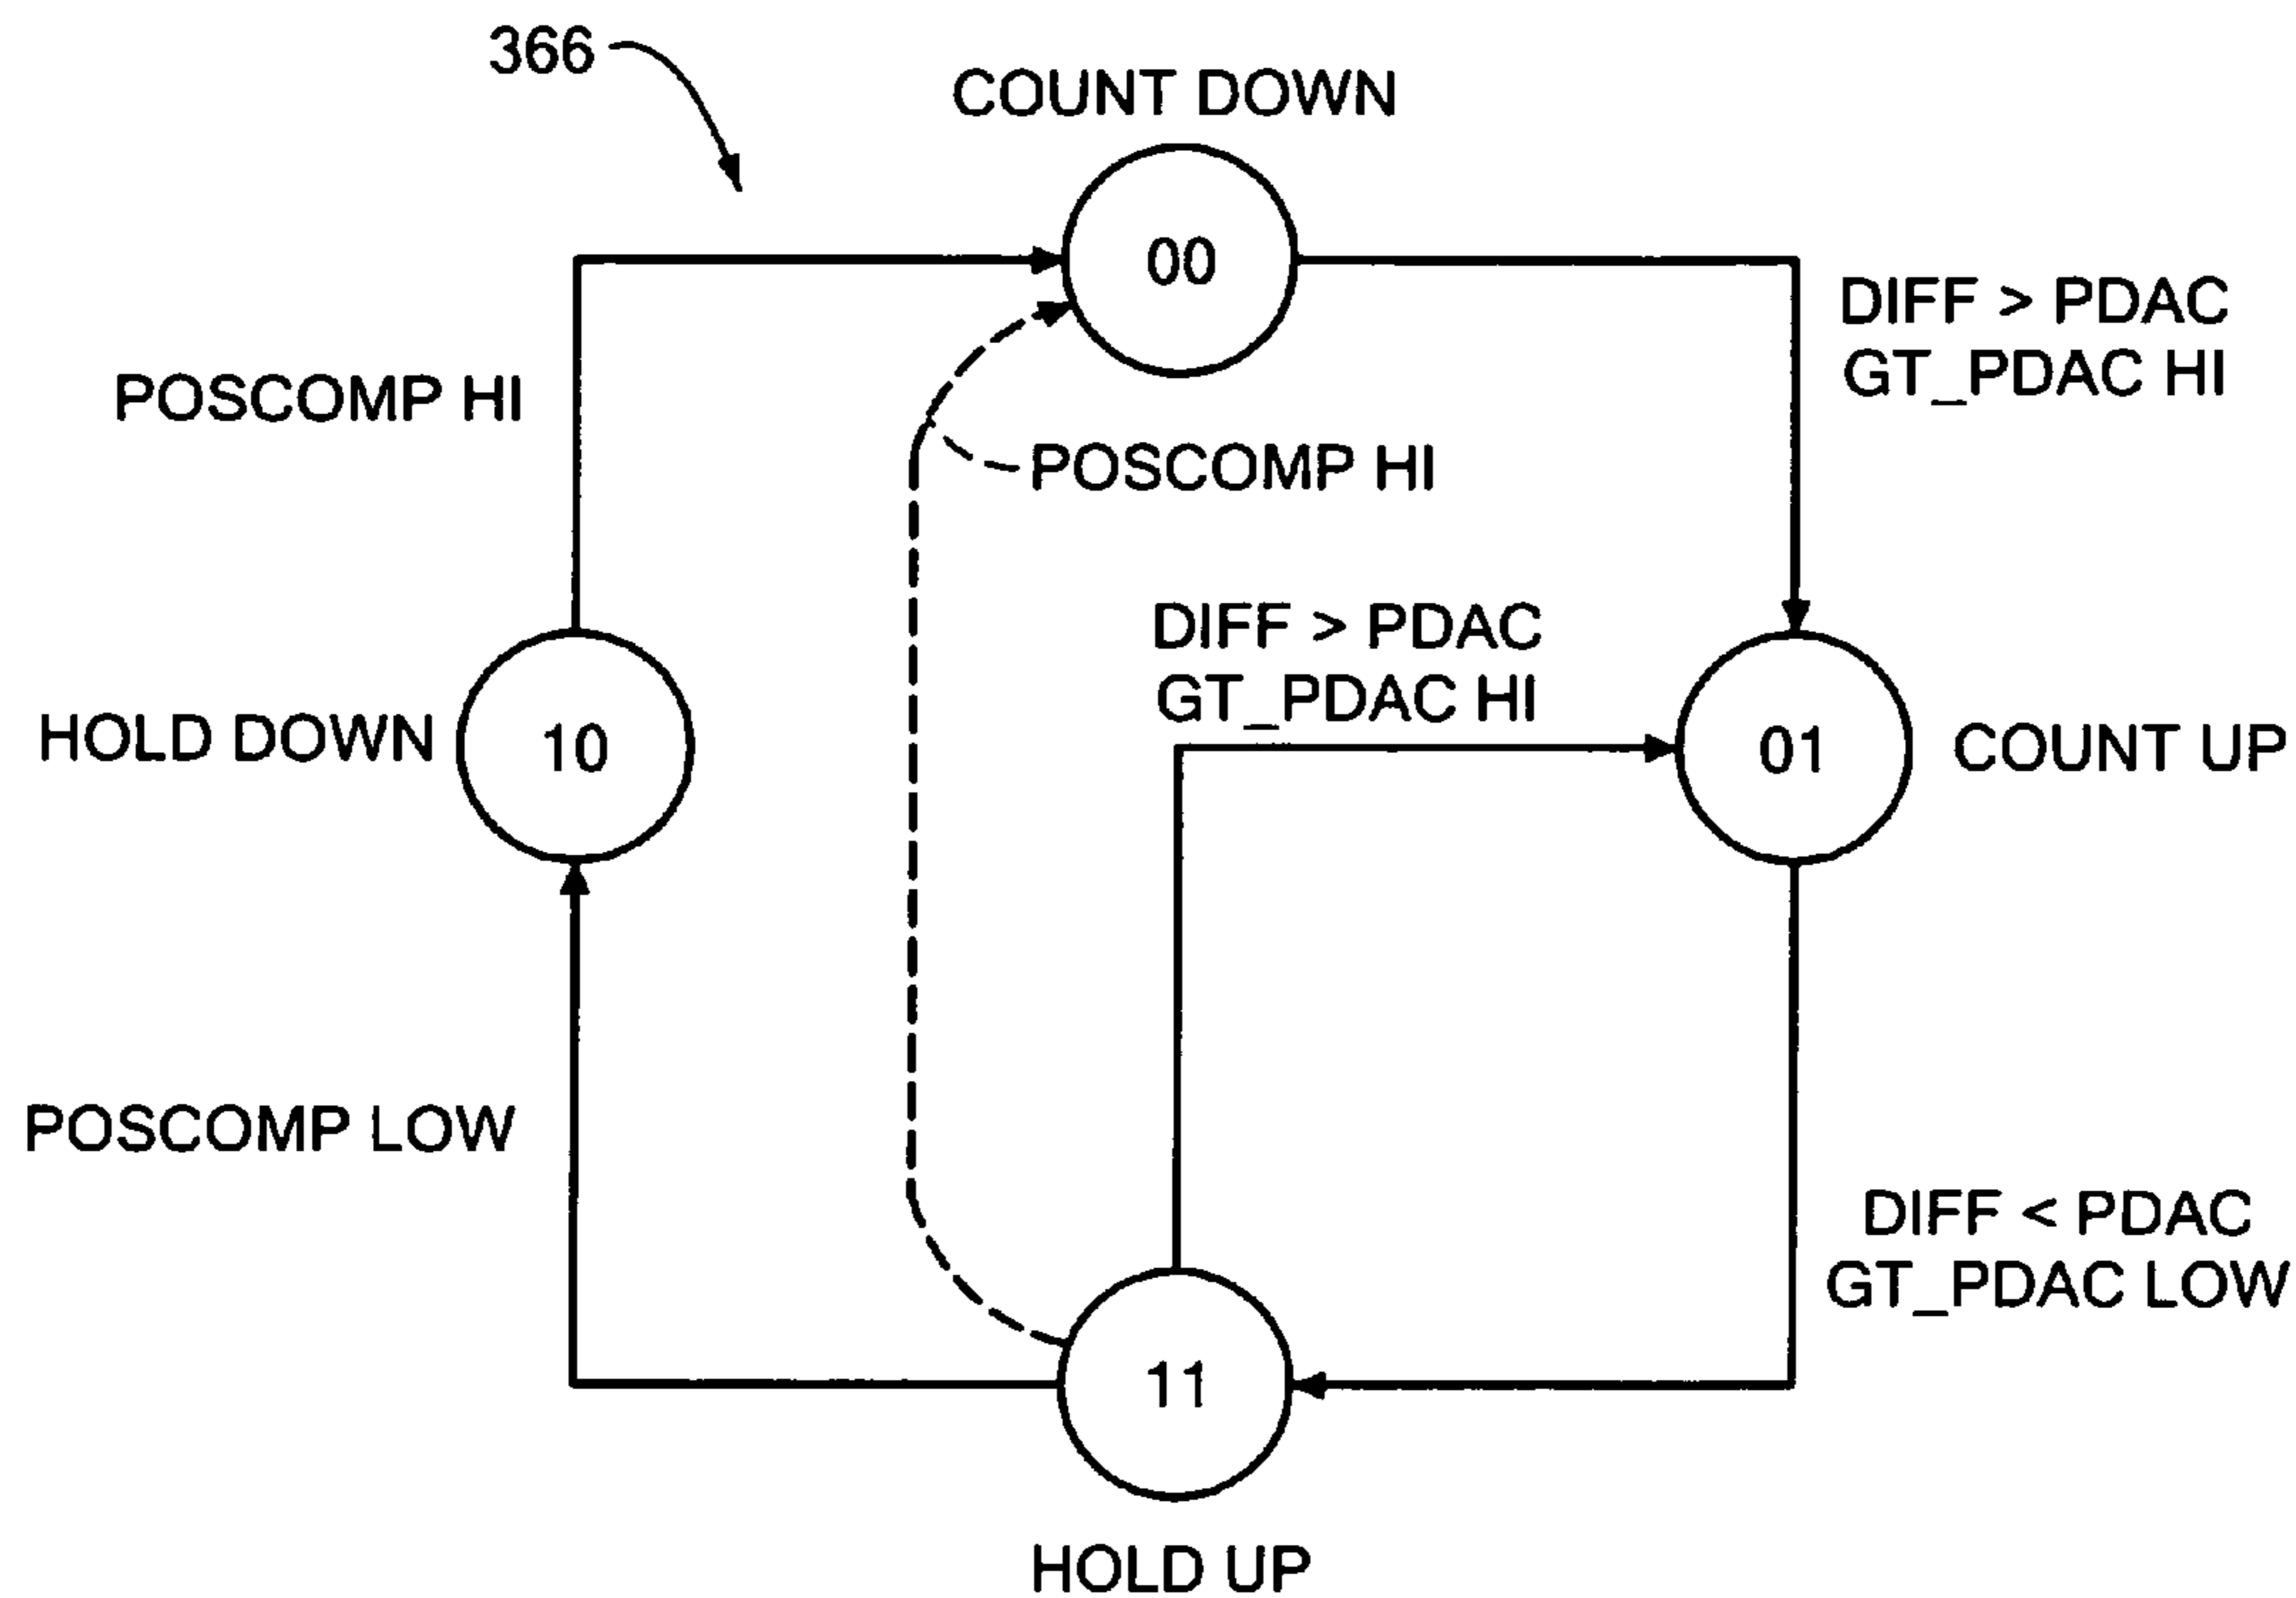 366
COUNT DOWN
00
DIFF > PDAC
GT_PDAC HI
POSCOMP HI
POSCOMP HI
DIFF > PDAC
GT_PDAC HI
HOLD DOWN
10
01
COUNT UP
POSCOMP LOW
DIFF < PDAC
GT_PDAC LOW
11
HOLD UP